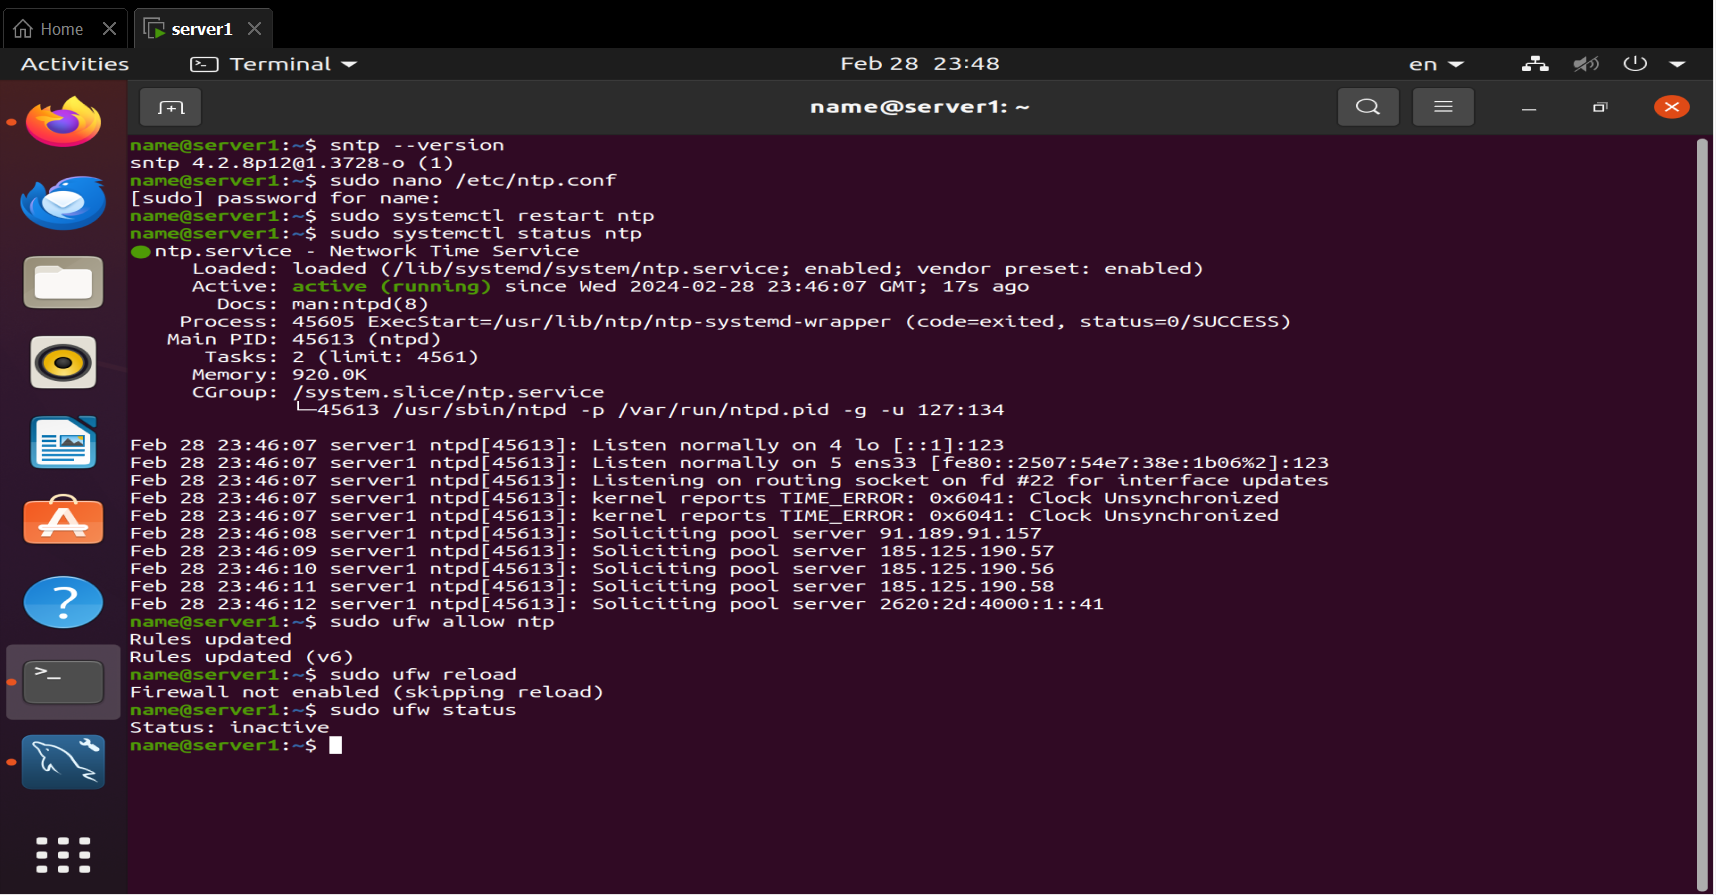 Home
server1
Activities
Terminal
Feb 28 23:48
en
name@server1: ~
name@server1:~$ sntp --version
sntp 4.2.8p12@1.3728-o (1)
name@server1:~$ sudo nano /etc/ntp.conf
[sudo] password for name:
name@server1:~$ sudo systemctl restart ntp
name@server1:~$ sudo systemctl status ntp
●ntp.service - Network Time Service
     Loaded: loaded (/lib/systemd/system/ntp.service; enabled; vendor preset: enabled)
     Active: active (running) since Wed 2024-02-28 23:46:07 GMT; 17s ago
       Docs: man:ntpd(8)
    Process: 45605 ExecStart=/usr/lib/ntp/ntp-systemd-wrapper (code=exited, status=0/SUCCESS)
   Main PID: 45613 (ntpd)
      Tasks: 2 (limit: 4561)
     Memory: 920.0K
     CGroup: /system.slice/ntp.service
             └─45613 /usr/sbin/ntpd -p /var/run/ntpd.pid -g -u 127:134
Feb 28 23:46:07 server1 ntpd[45613]: Listen normally on 4 lo [::1]:123
Feb 28 23:46:07 server1 ntpd[45613]: Listen normally on 5 ens33 [fe80::2507:54e7:38e:1b06%2]:123
Feb 28 23:46:07 server1 ntpd[45613]: Listening on routing socket on fd #22 for interface updates
Feb 28 23:46:07 server1 ntpd[45613]: kernel reports TIME_ERROR: 0x6041: Clock Unsynchronized
Feb 28 23:46:07 server1 ntpd[45613]: kernel reports TIME_ERROR: 0x6041: Clock Unsynchronized
Feb 28 23:46:08 server1 ntpd[45613]: Soliciting pool server 91.189.91.157
Feb 28 23:46:09 server1 ntpd[45613]: Soliciting pool server 185.125.190.57
Feb 28 23:46:10 server1 ntpd[45613]: Soliciting pool server 185.125.190.56
Feb 28 23:46:11 server1 ntpd[45613]: Soliciting pool server 185.125.190.58
Feb 28 23:46:12 server1 ntpd[45613]: Soliciting pool server 2620:2d:4000:1::41
name@server1:~$ sudo ufw allow ntp
Rules updated
Rules updated (v6)
name@server1:~$ sudo ufw reload
Firewall not enabled (skipping reload)
name@server1:~$ sudo ufw status
Status: inactive
name@server1:~$